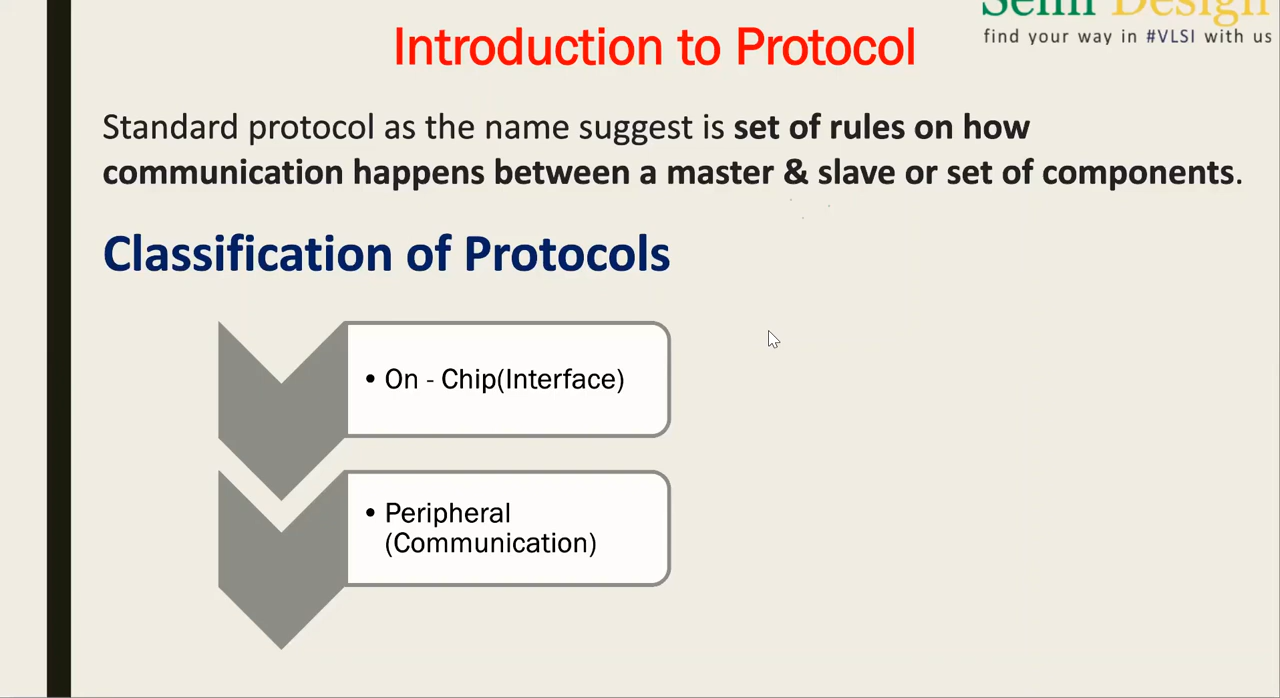 Semi Design
find your way in #VLSI with us
Introduction to Protocol
Standard protocol as the name suggest is set of rules on how
communication happens between a master & slave or set of components.
Classification of Protocols
• On - Chip(Interface)
• Peripheral
(Communication)